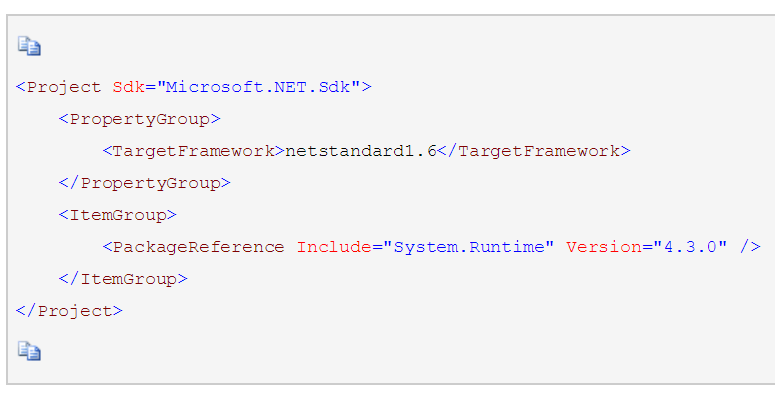 <Project Sdk="Microsoft.NET.Sdk">
    <PropertyGroup>
        <TargetFramework>netstandard1.6</TargetFramework>
    </PropertyGroup>
    <ItemGroup>
        <PackageReference Include="System.Runtime" Version="4.3.0" />
    </ItemGroup>
</Project>